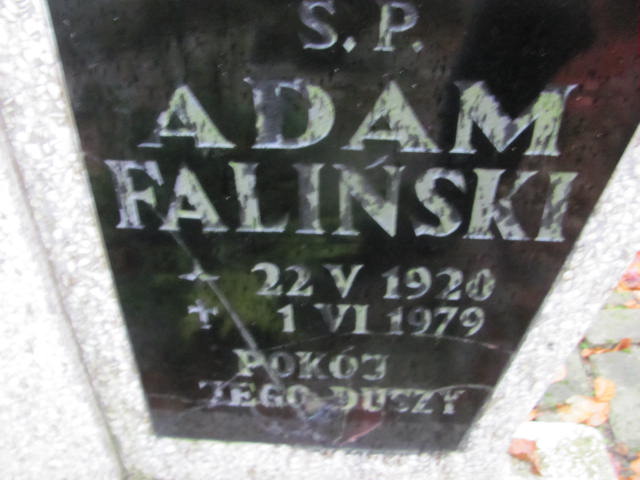 S.P.
ADAM
FALIŃSKI
* 22 V 1920
† 1 VI 1979
POKÓJ
JEGO DUSZY